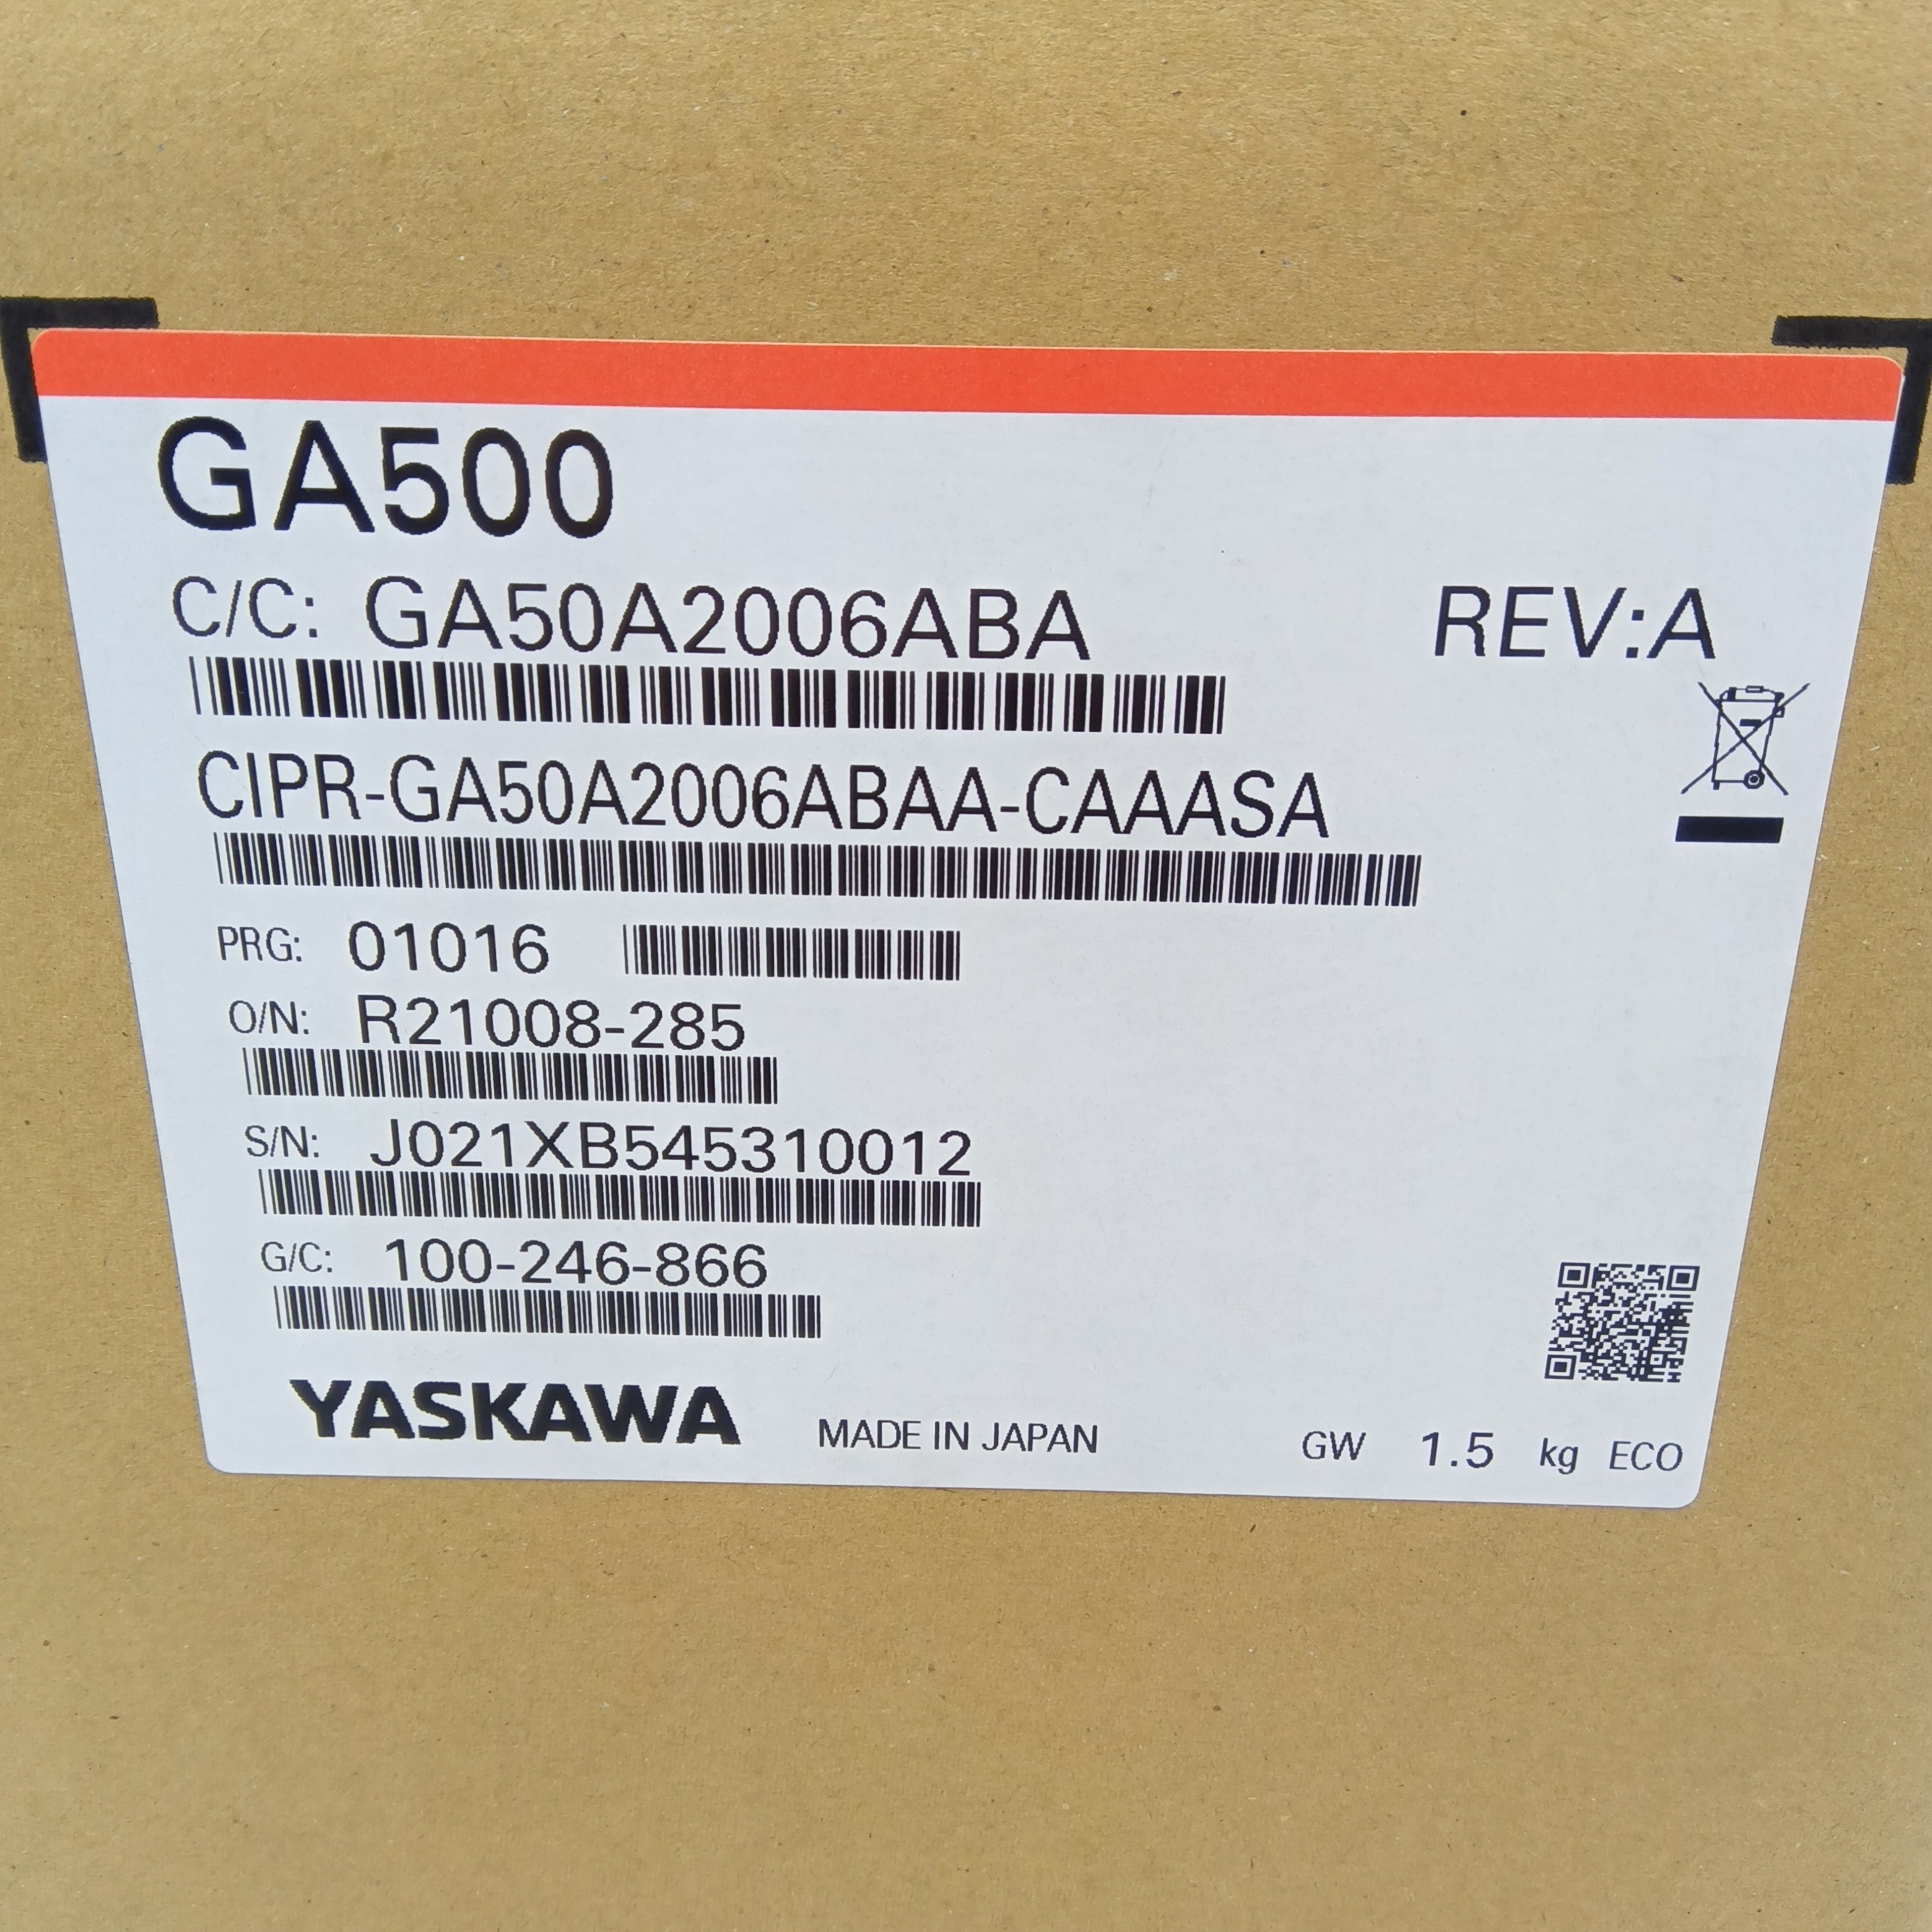 GA500
C/C: GA50A2006ABA REV:A
CIPR-GA50A2006ABAA-CAAASA
PRG: 01016
O/N: R21008-285
S/N: J021XB545310012
G/C: 100-246-866
YASKAWA MADE IN JAPAN GW 1.5 kg ECO